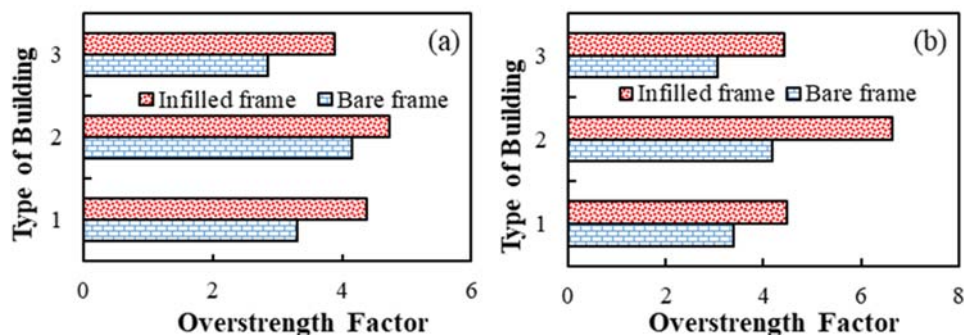 (a)
Type of Building
3
2
1
Infilled frame
Bare frame
0 2 4 6
Overstrength Factor
(b)
Type of Building
3
2
1
Infilled frame
Bare frame
0 2 4 6 8
Overstrength Factor